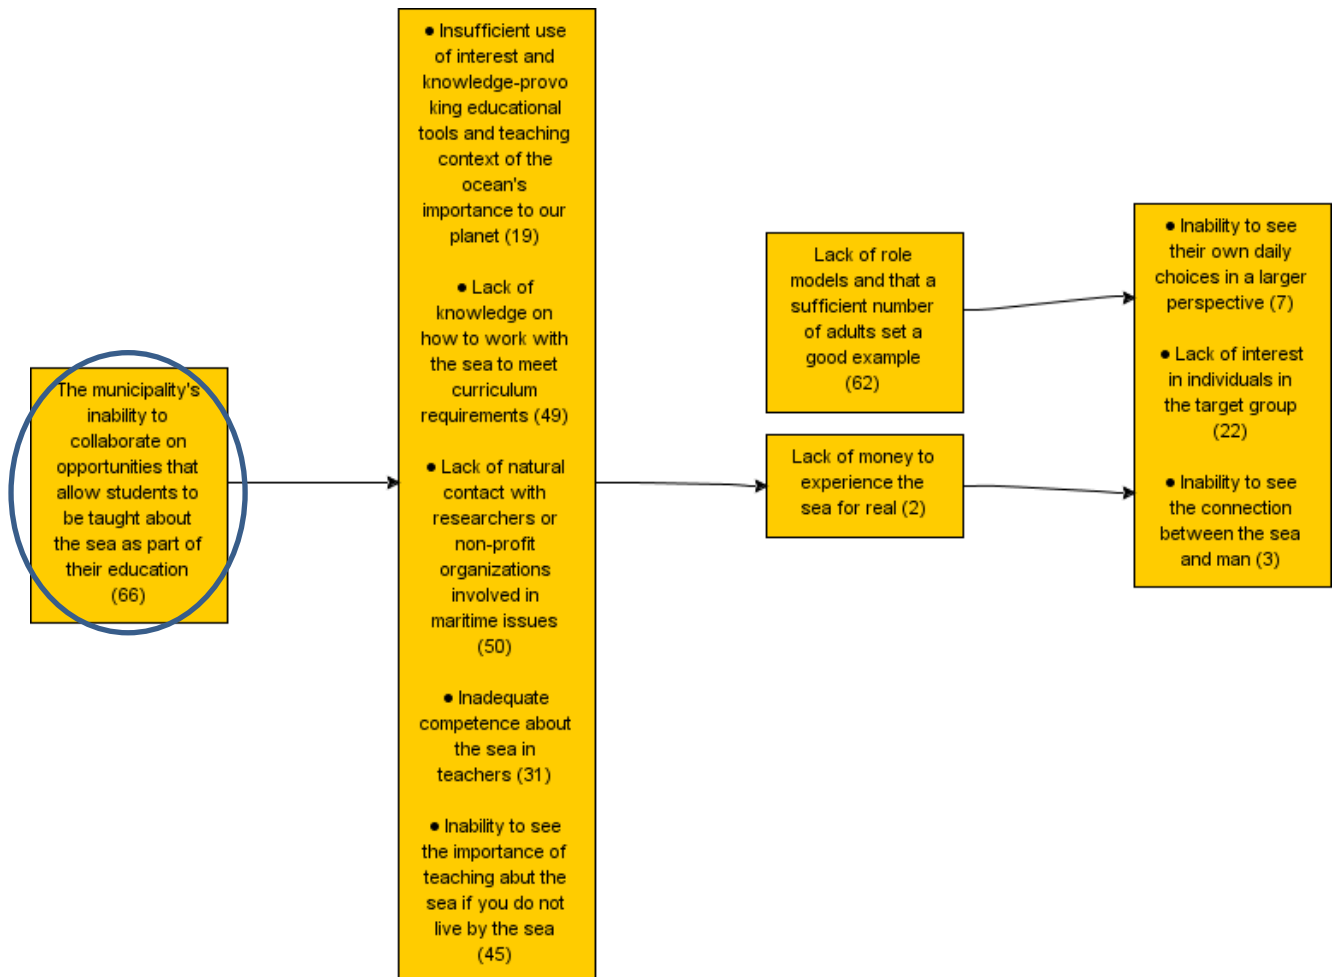 The municipality's
inability to
collaborate on
opportunities that
allow students to
be taught about
the sea as part of
their education
(66)
● Insufficient use
of interest and
knowledge-provo
king educational
tools and teaching
context of the
ocean's
importance to our
planet (19)
● Lack of
knowledge on
how to work with
the sea to meet
curriculum
requirements (49)
● Lack of natural
contact with
researchers or
non-profit
organizations
involved in
maritime issues
(50)
● Inadequate
competence about
the sea in
teachers (31)
● Inability to see
the importance of
teaching abut the
sea if you do not
live by the sea
(45)
Lack of role
models and that a
sufficient number
of adults set a
good example
(62)
Lack of money to
experience the
sea for real (2)
● Inability to see
their own daily
choices in a larger
perspective (7)
● Lack of interest
in individuals in
the target group
(22)
● Inability to see
the connection
between the sea
and man (3)